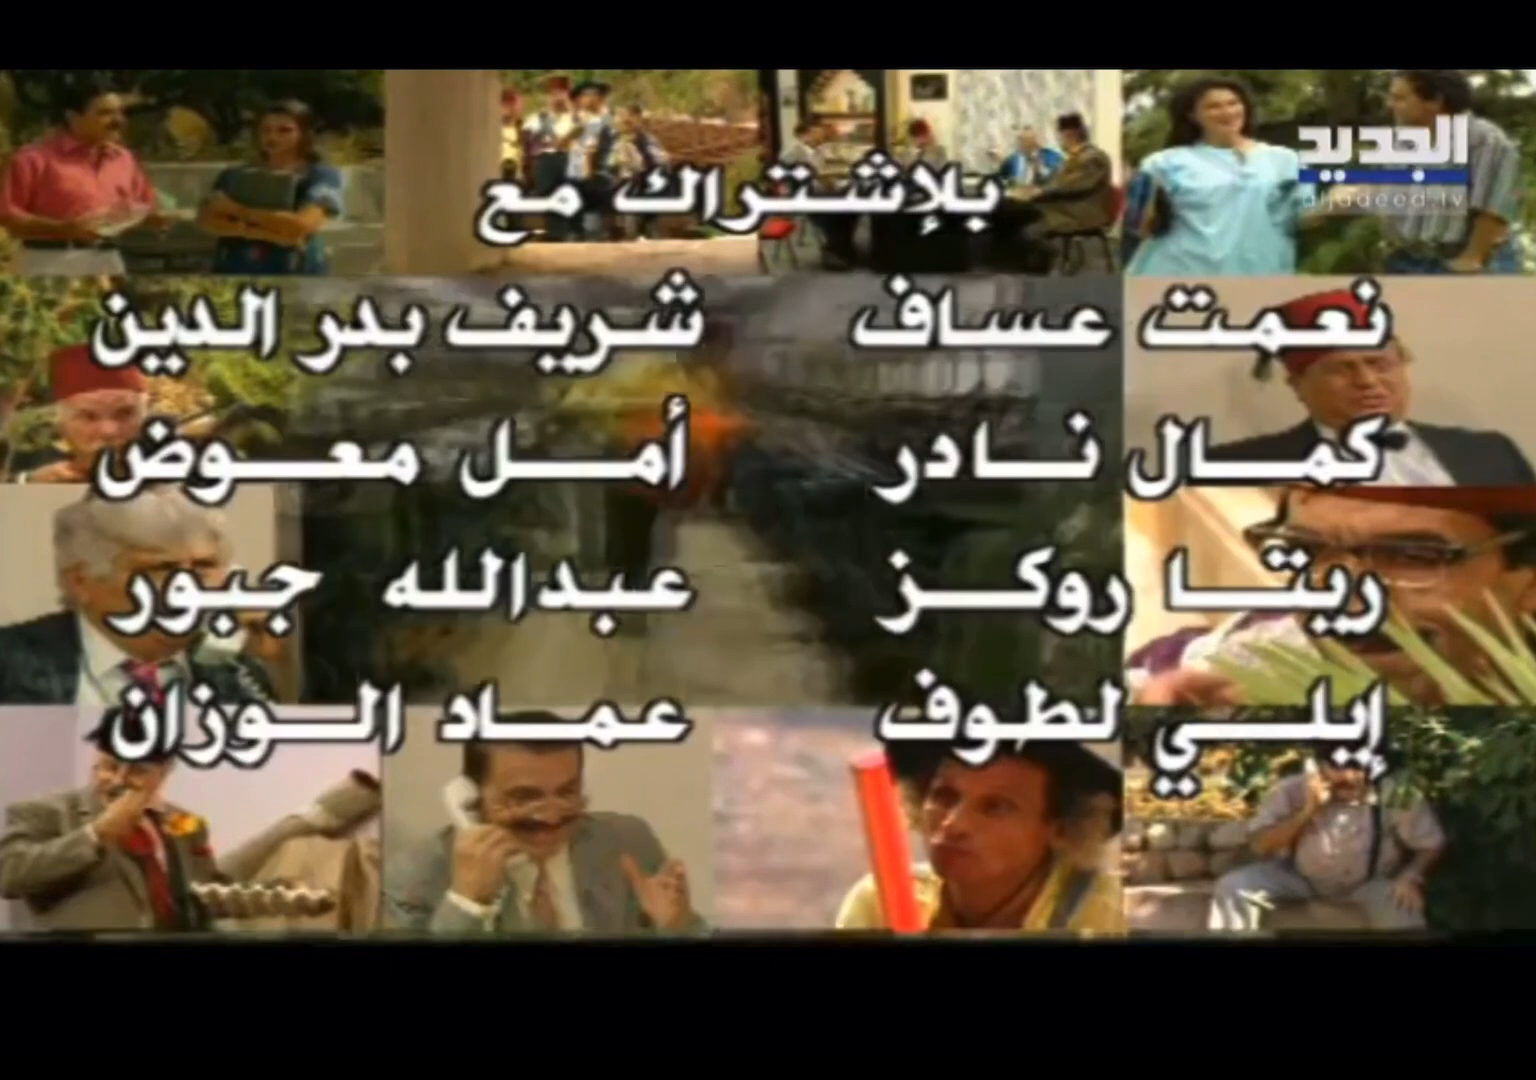 الجديد
aljadeed.tv
بلإشتراك مع
نعمت عساف شريف بدر الدين
كمال نادر أمل معوض
ريتا روكز عبدالله جبور
إيلي لطوف عماد الوزان